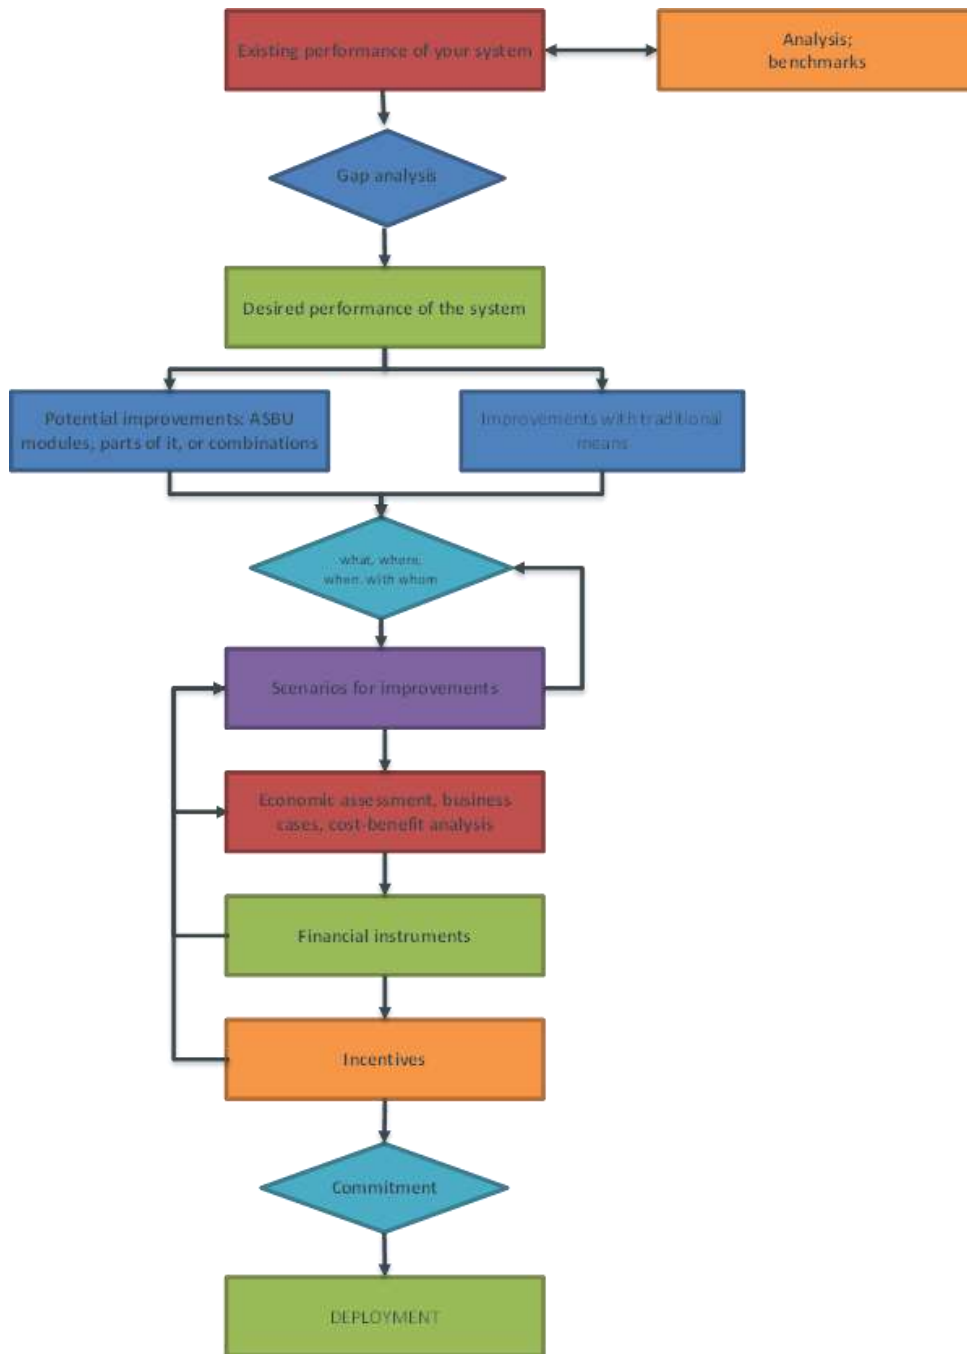 Existing performance of your system
Analysis;
benchmarks
Gap analysis
Desired performance of the system
Potential improvements: ASBU
modules, parts of it, or combinations
Improvements with traditional
means
what, where,
when. with whom
Scenarios for improvements
Economic assessment, business
cases, cost-benefit analysis
Financial instruments
Incentives
Commitment
DEPLOYMENT